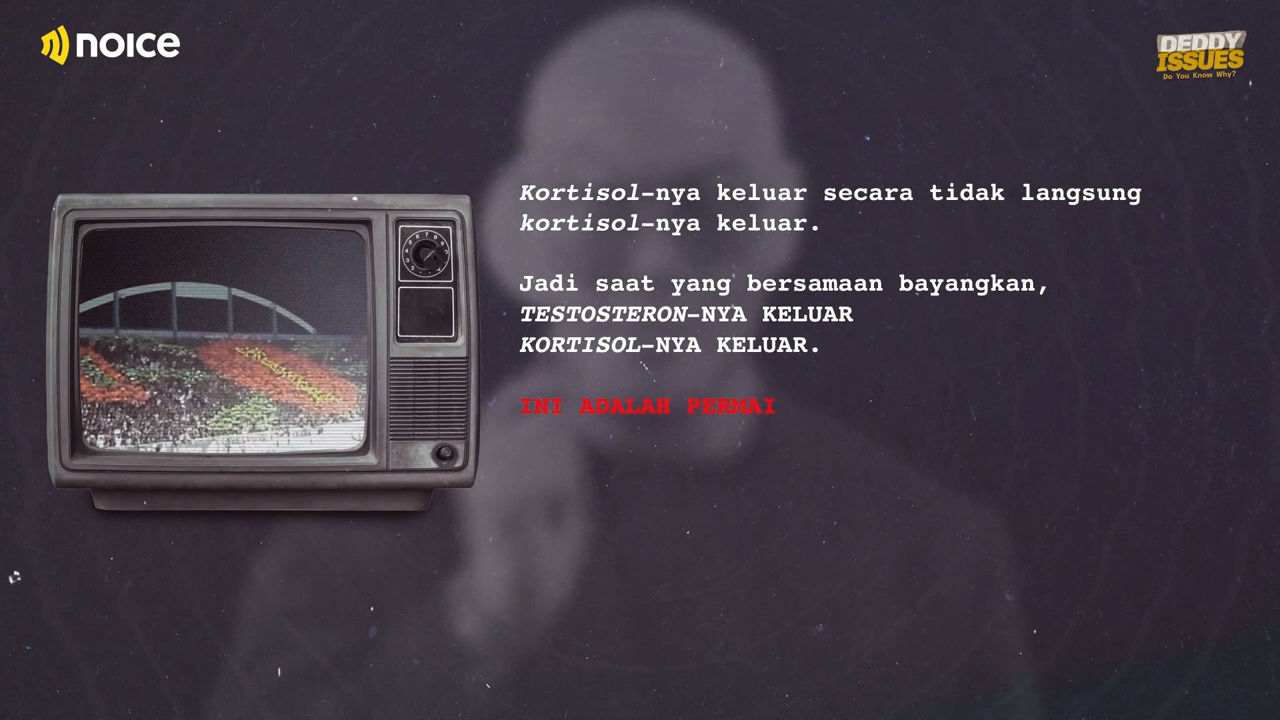 noice
DEDDY
ISSUES
Do You Know Why?
Kortisol-nya keluar secara tidak langsung
kortisol-nya keluar.
Jadi saat yang bersamaan bayangkan,
TESTOSTERON-NYA KELUAR
KORTISOL-NYA KELUAR.
INI ADALAH PERMAI